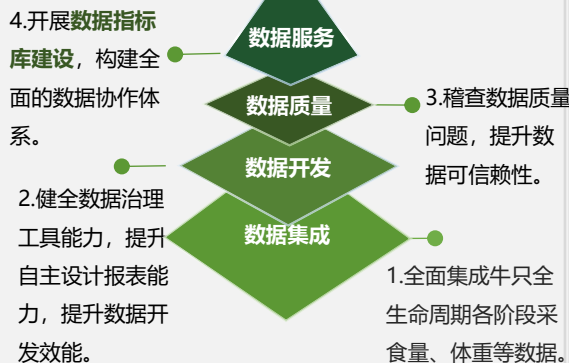 4.开展数据指标
库建设，构建全
面的数据协作体
系。
数据服务
数据质量
3.稽查数据质量
问题，提升数
据可信赖性。
数据开发
2.健全数据治理
工具能力，提升
自主设计报表能
力，提升数据开
发效能。
数据集成
1.全面集成牛只全
生命周期各阶段采
食量、体重等数据。